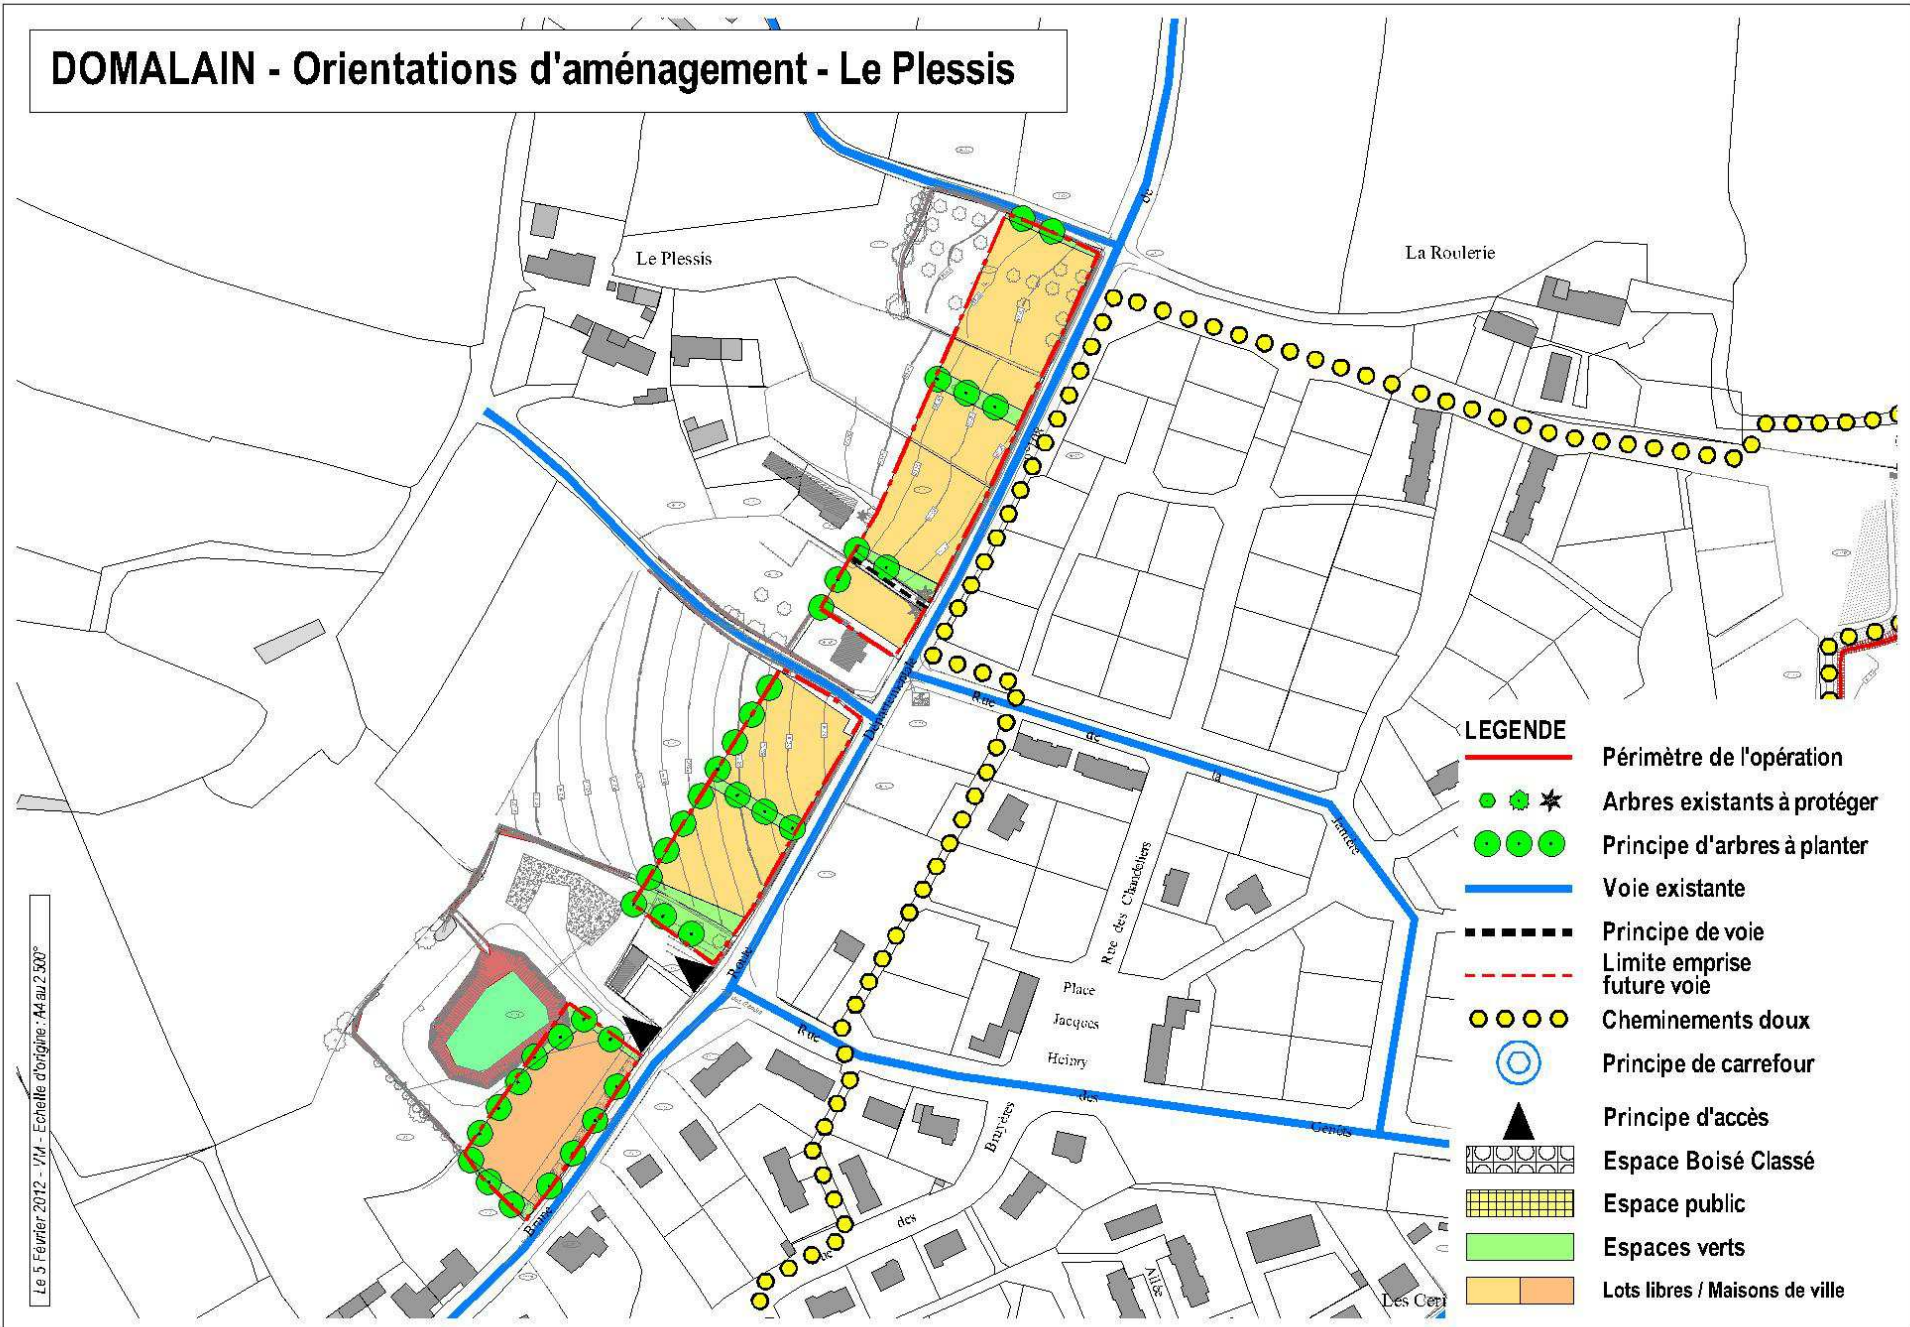 DOMALAIN - Orientations d'aménagement - Le Plessis
de
Le Plessis
La Roulerie
Départementale
Rue
de
la
Rue des Chandeliers
Route
Rue
Place
Jacques
des
Genêts
Bruyères
des
LEGENDE
Périmètre de l'opération
Arbres existants à protéger
Principe d'arbres à planter
Voie existante
Principe de voie
Limite emprise
future voie
Cheminements doux
Principe de carrefour
Principe d'accès
Espace Boisé Classé
Espace public
Espaces verts
Lots libres / Maisons de ville
Le 5 Février 2012 - VM - Echelle d'origine : A4 au 2 500°